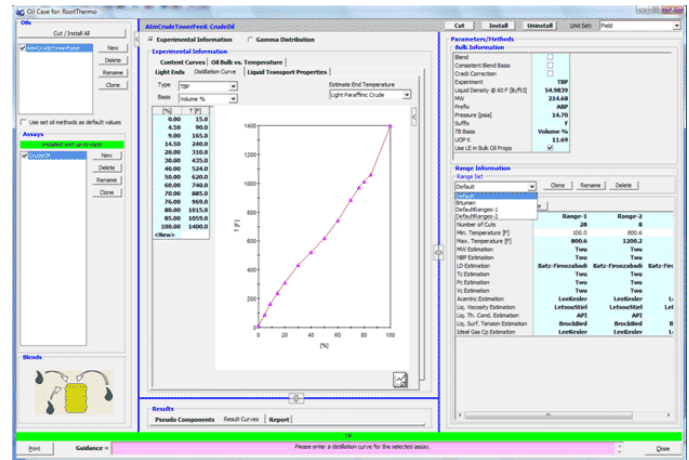 Oil Case for: RootThermo
Oils
Cut / Install All
AtmCrudeTowerFeed
New
Delete
Rename
Clone
Use set oil methods as default values
Assays
Installed and up-to-date
CrudeOil
New
Delete
Rename
Clone
Blends
AtmCrudeTowerFeed. CrudeOil
Cut Install Uninstall Unit Set: Field
Experimental Information Gamma Distribution
Experimental Information
Content Curves Oil Bulk vs. Temperature
Light Ends Distillation Curve Liquid Transport Properties
Type TBP
Estimate End Temperature
Basis Volume % Light Paraffinic Crude
[%] T [F]
0.00 15.0
4.50 90.0
9.00 165.0
14.50 240.0
20.00 310.0
30.00 435.0
40.00 524.0
50.00 620.0
60.00 740.0
70.00 885.0
76.00 969.0
80.00 1015.0
85.00 1059.0
100.00 1400.0
<New>
T [F]
1400
1200
1000
800
600
400
200
0
0 20 40 60 80 100
[%]
Parameters/Methods
Bulk Information
Blend
Consistent Blend Basis
Crack Correction
Experiment TBP
Liquid Density @ 60 F [lb/ft3] 54.9839
MW 214.68
Prefix ABP
Pressure [psia] 14.70
Suffix F
TB Basis Volume %
UOP K 11.69
Use LE in Bulk Oil Props
Range Information
Range Set
Default Clone Rename Delete
Default
Bitumen
DefaultRanges-1
DefaultRanges-2
Range-1 Range-2
Number of Cuts 28 8
Min. Temperature [F] 100.0 800.6
Max. Temperature [F] 800.6 1200.2
MW Estimation Twu Twu
NBP Estimation Twu Twu
LD Estimation Katz-Firoozabadi Katz-Firoozabadi Katz-Firo
Tc Estimation Twu Twu
Pc Estimation Twu Twu
Vc Estimation Twu Twu
Acentric Estimation LeeKesler LeeKesler L
Liq. Viscosity Estimation LetsouStiel LetsouStiel Let
Liq. Th. Cond. Estimation API API
Liq. Surf. Tension Estimation BrockBird BrockBird B
Ideal Gas Cp Estimation LeeKesler LeeKesler L
Results
Pseudo Components Result Curves Report
Print Guidance = Please enter a distillation curve for the selected assay. Close